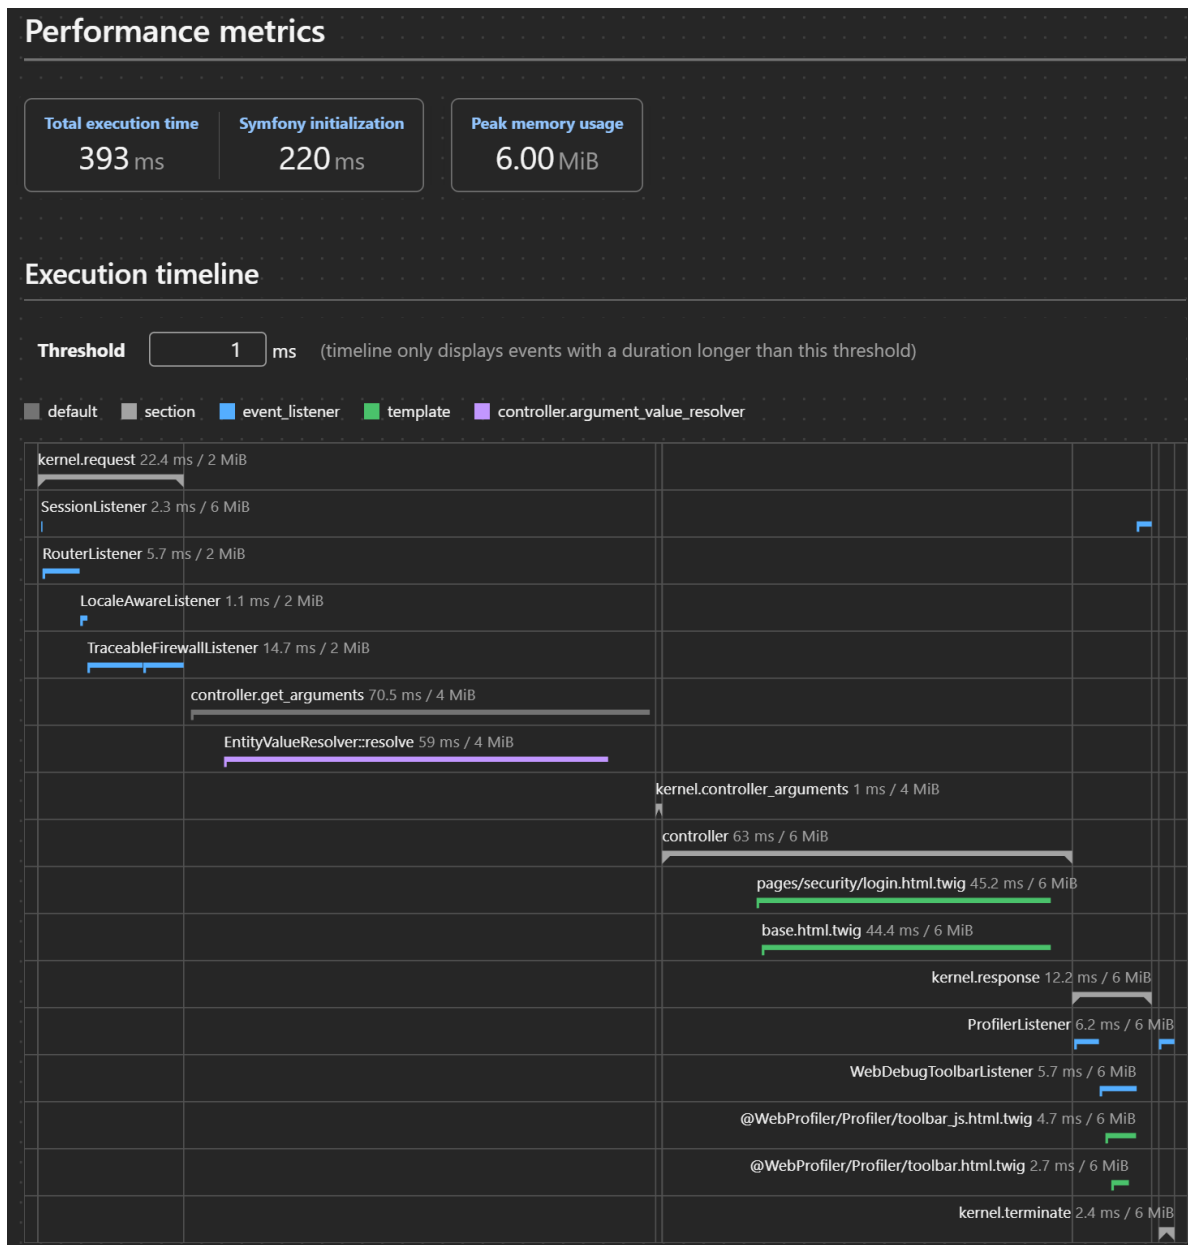 Performance metrics
Total execution time
393 ms
Symfony initialization
220 ms
Peak memory usage
6.00 MiB
Execution timeline
Threshold 1 ms (timeline only displays events with a duration longer than this threshold)
default section event_listener template controller.argument_value_resolver
kernel.request 22.4 ms / 2 MiB
SessionListener 2.3 ms / 6 MiB
RouterListener 5.7 ms / 2 MiB
LocaleAwareListener 1.1 ms / 2 MiB
TraceableFirewallListener 14.7 ms / 2 MiB
controller.get_arguments 70.5 ms / 4 MiB
EntityValueResolver::resolve 59 ms / 4 MiB
kernel.controller_arguments 1 ms / 4 MiB
controller 63 ms / 6 MiB
pages/security/login.html.twig 45.2 ms / 6 MiB
base.html.twig 44.4 ms / 6 MiB
kernel.response 12.2 ms / 6 MiB
ProfilerListener 6.2 ms / 6 MiB
WebDebugToolbarListener 5.7 ms / 6 MiB
@WebProfiler/Profiler/toolbar_js.html.twig 4.7 ms / 6 MiB
@WebProfiler/Profiler/toolbar.html.twig 2.7 ms / 6 MiB
kernel.terminate 2.4 ms / 6 MiB